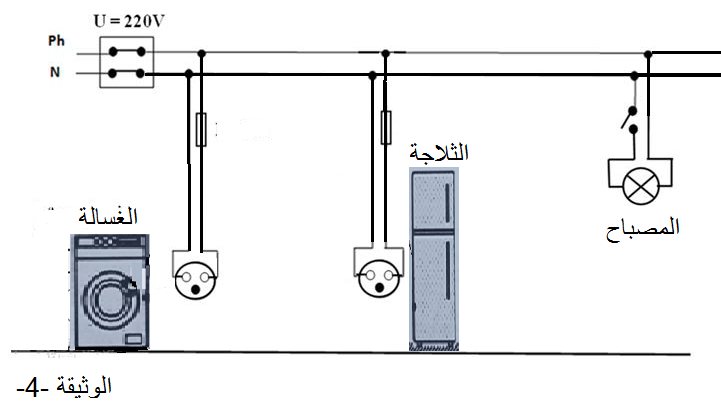 U = 220V
Ph
N
الثلاجة
الغسالة
المصباح
الوثيقة -4-